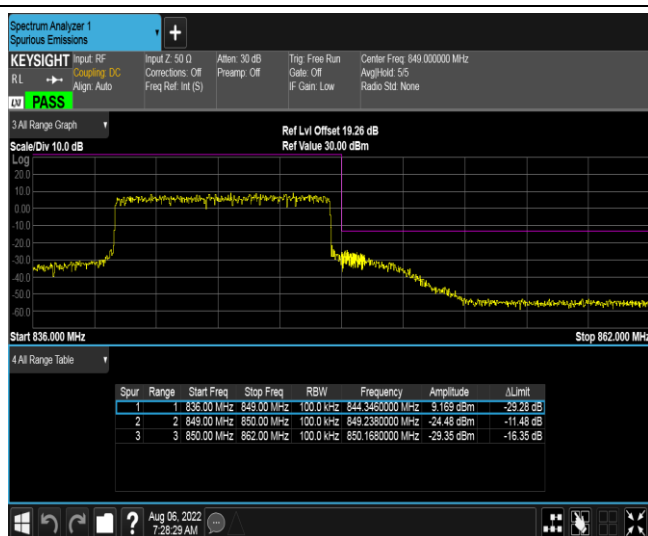 Spectrum Analyzer 1
Spurious Emissions
+
KEYSIGHT Input: RF Input Z: 50 Ω Atten: 30 dB Trig: Free Run Center Freq: 849.000000 MHz
RL Coupling: DC Corrections: Off Preamp: Off Gate: Off Avg|Hold: 5/5
Align: Auto Freq Ref: Int (S) IF Gain: Low Radio Std: None
LXI PASS
3 All Range Graph
Ref Lvl Offset 19.26 dB
Scale/Div 10.0 dB Ref Value 30.00 dBm
Log
20.0
10.0
0.00
-10.0
-20.0
-30.0
-40.0
-50.0
-60.0
Start 836.000 MHz Stop 862.000 MHz
4 All Range Table
Spur Range Start Freq Stop Freq RBW Frequency Amplitude ΔLimit
1 1 836.00 MHz 849.00 MHz 100.0 kHz 844.3460000 MHz 9.169 dBm -29.28 dB
2 2 849.00 MHz 850.00 MHz 100.0 kHz 849.2380000 MHz -24.48 dBm -11.48 dB
3 3 850.00 MHz 862.00 MHz 100.0 kHz 850.1680000 MHz -29.35 dBm -16.35 dB
? Aug 06, 2022
7:28:29 AM